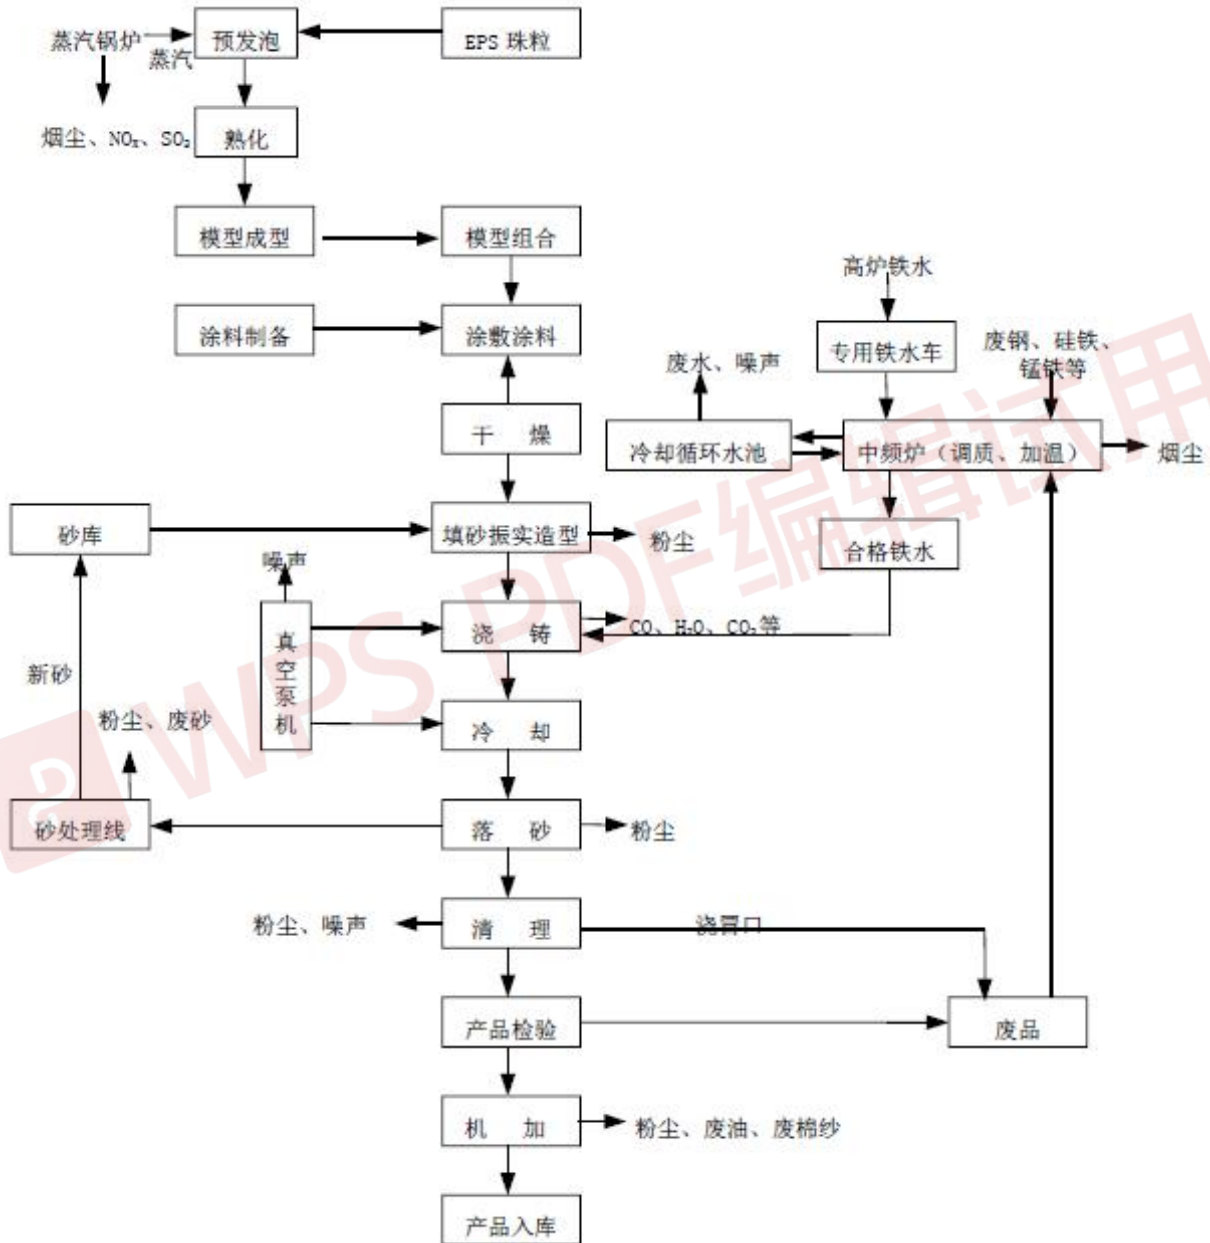 蒸汽锅炉
蒸汽
预发泡
EPS 珠粒
烟尘、NOx、SO₂
熟化
模型成型
模型组合
高炉铁水
涂料制备
涂敷涂料
专用铁水车
废钢、硅铁、
锰铁等
废水、噪声
干 燥
冷却循环水池
中频炉（调质、加温）
烟尘
砂库
填砂振实造型
粉尘
合格铁水
噪声
真空泵机
浇 铸
CO、H₂O、CO₂等
新砂
粉尘、废砂
冷 却
砂处理线
落 砂
粉尘
粉尘、噪声
清 理
浇冒口
产品检验
废品
机 加
粉尘、废油、废棉纱
产品入库
WPS PDF编辑试用